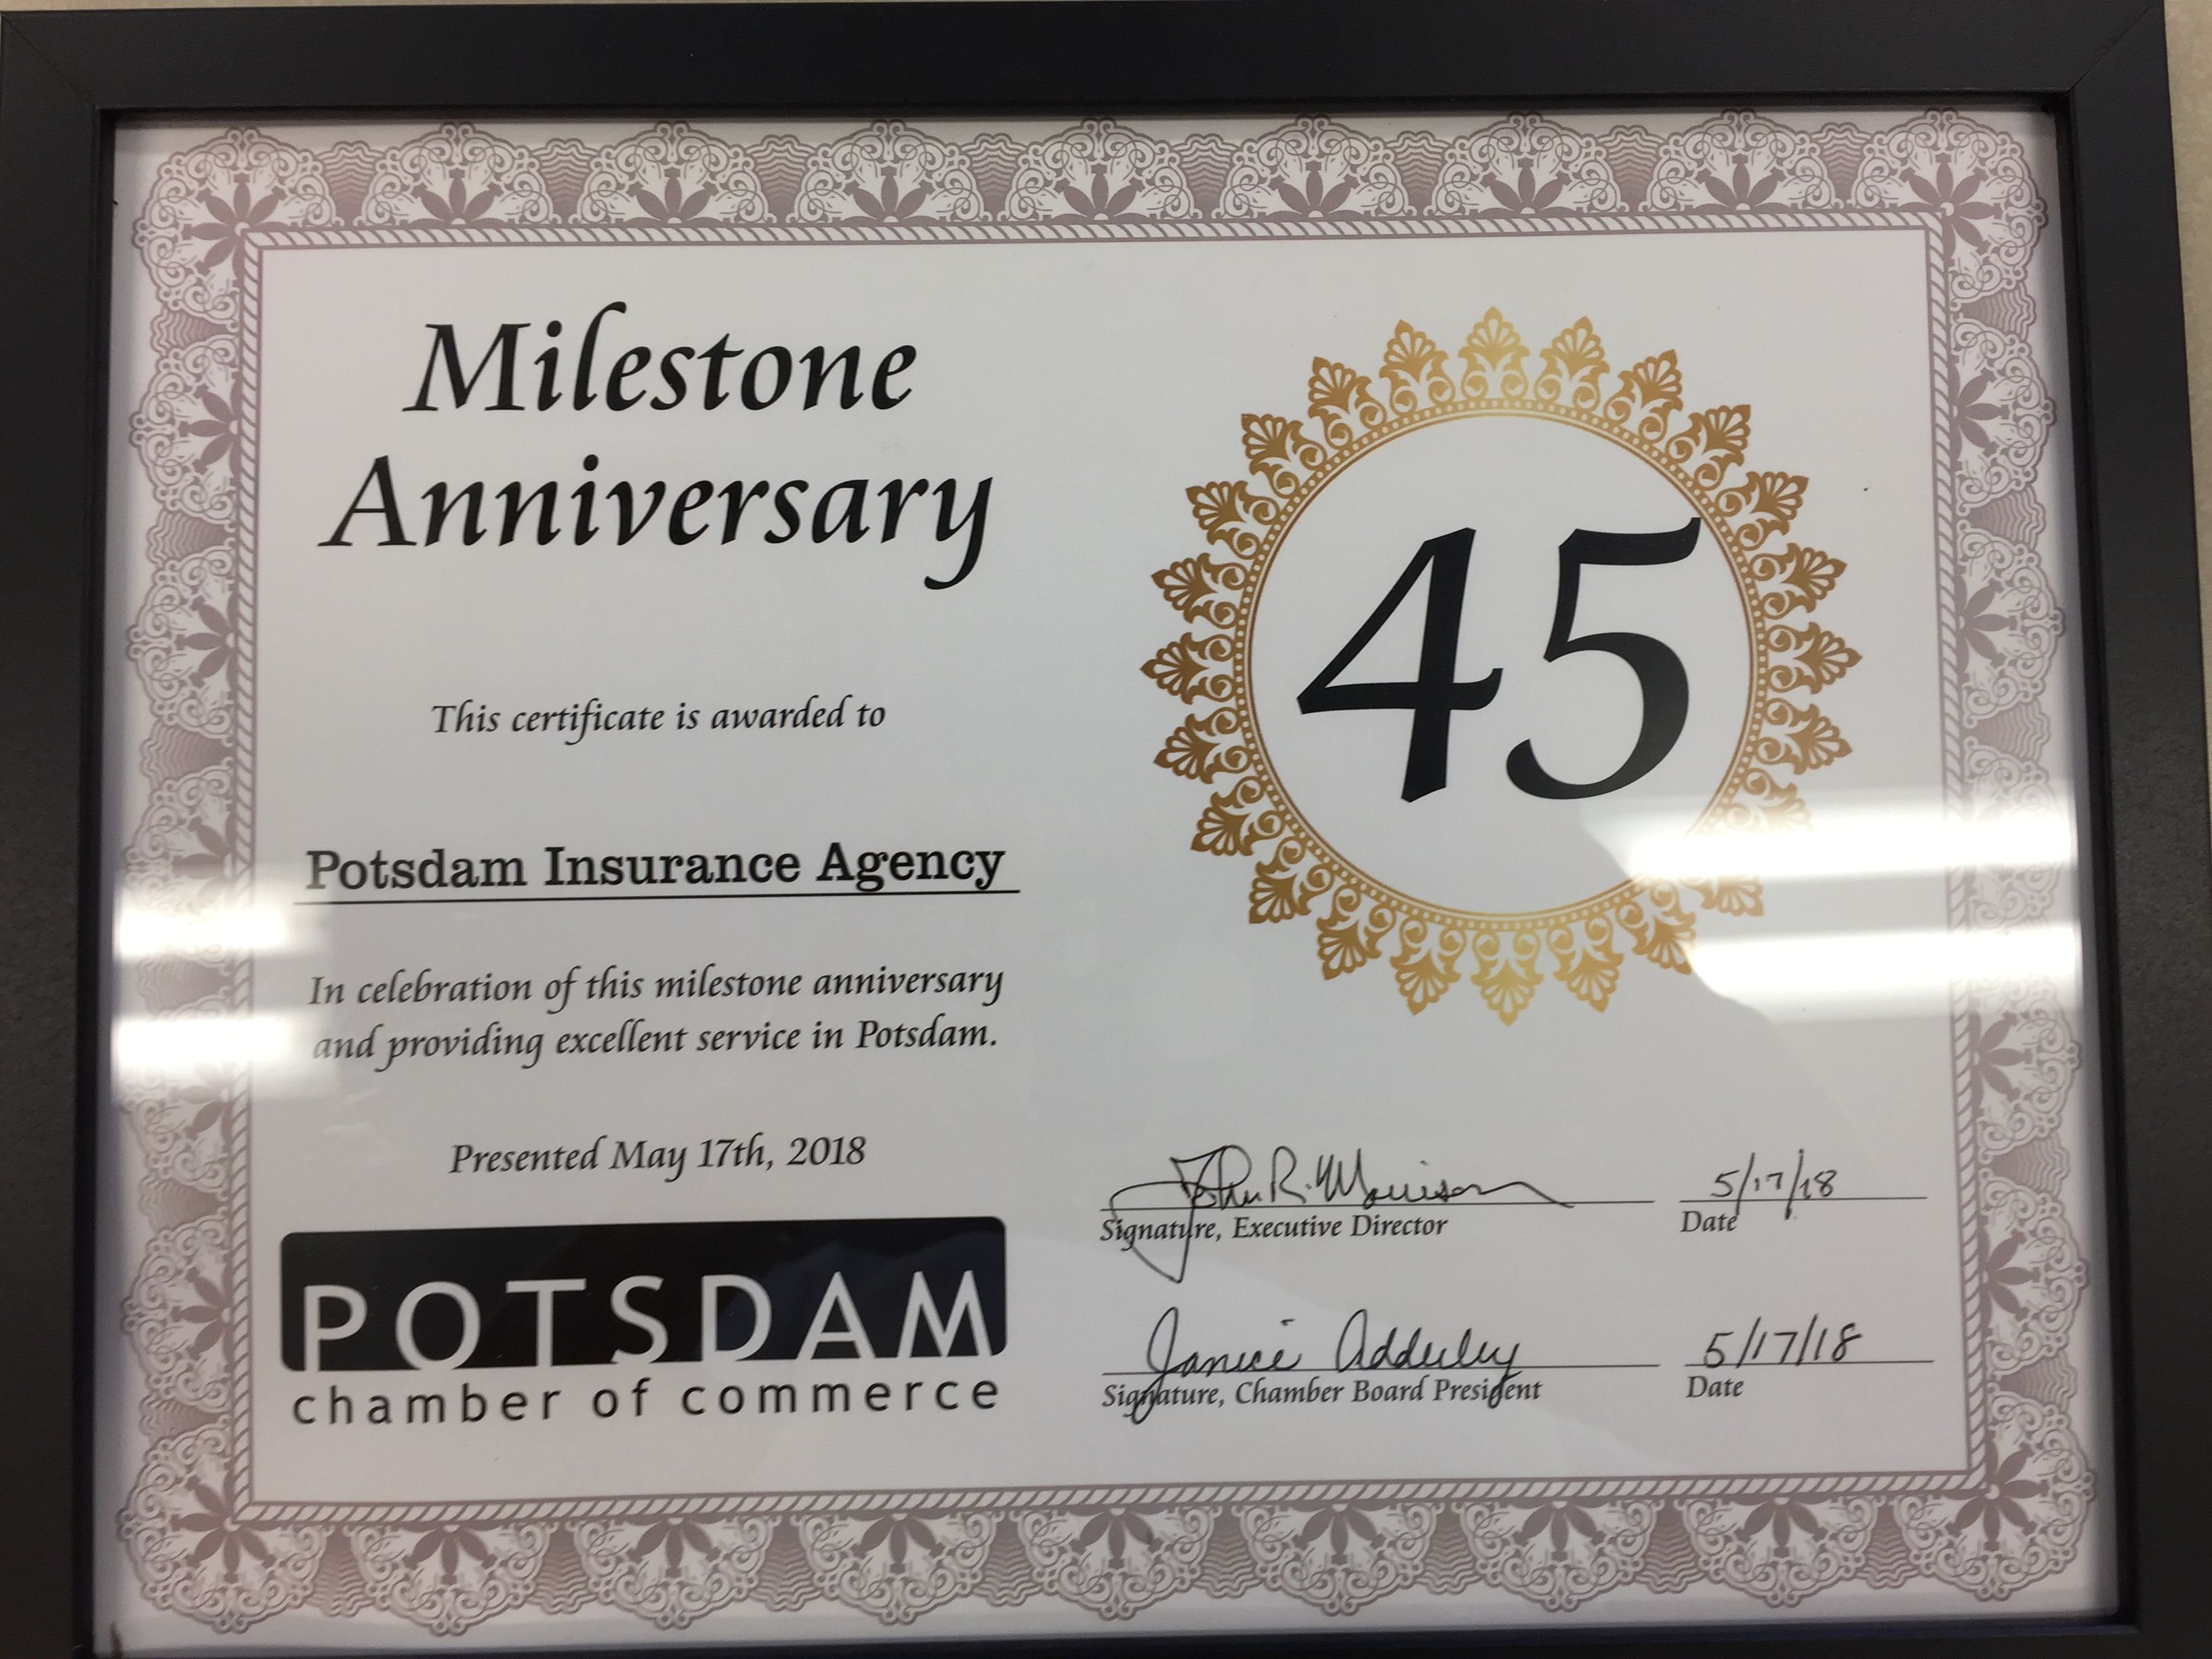 Milestone
Anniversary
This certificate is awarded to
Potsdam Insurance Agency
In celebration of this milestone anniversary
and providing excellent service in Potsdam.
Presented May 17th, 2018
POTSDAM
chamber of commerce
45
John R. Morrison 5/17/18
Signature, Executive Director Date
Janice Adderley 5/17/18
Signature, Chamber Board President Date